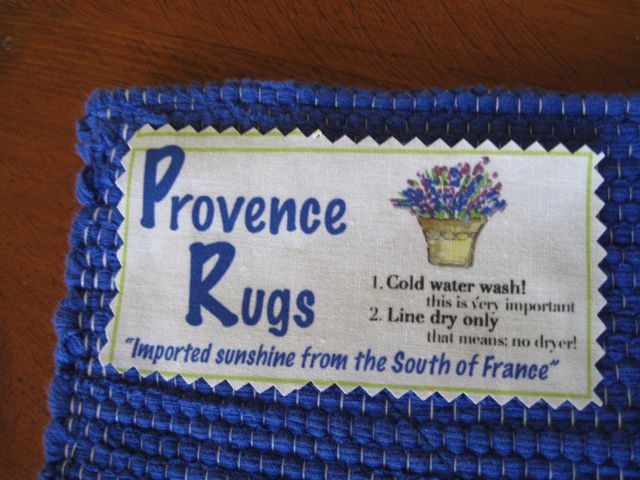 Provence
Rugs
1. Cold water wash!
this is very important
2. Line dry only
that means: no dryer!
"Imported sunshine from the South of France"